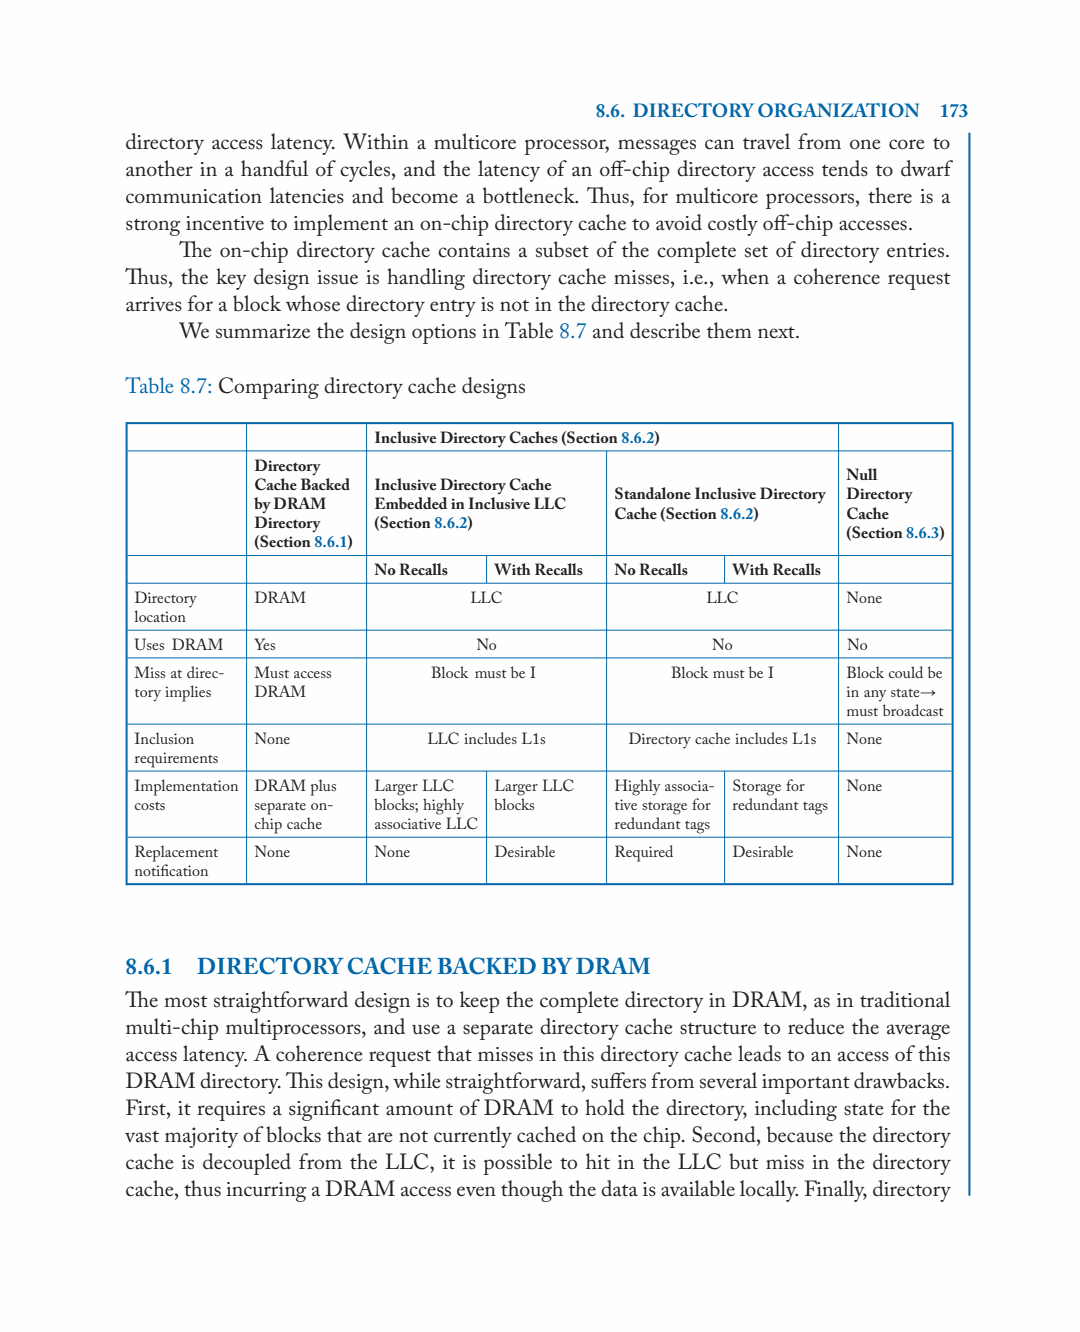 8.6. DIRECTORY ORGANIZATION 173
directory access latency. Within a multicore processor, messages can travel from one core to
another in a handful of cycles, and the latency of an off-chip directory access tends to dwarf
communication latencies and become a bottleneck. Thus, for multicore processors, there is a
strong incentive to implement an on-chip directory cache to avoid costly off-chip accesses.
The on-chip directory cache contains a subset of the complete set of directory entries.
Thus, the key design issue is handling directory cache misses, i.e., when a coherence request
arrives for a block whose directory entry is not in the directory cache.
We summarize the design options in Table 8.7 and describe them next.
Table 8.7: Comparing directory cache designs
Inclusive Directory Caches (Section 8.6.2)
Directory
Cache Backed
by DRAM
Directory
(Section 8.6.1)
Inclusive Directory Cache
Embedded in Inclusive LLC
(Section 8.6.2)
Standalone Inclusive Directory
Cache (Section 8.6.2)
Null
Directory
Cache
(Section 8.6.3)
No Recalls With Recalls No Recalls With Recalls
Directory
location
DRAM
LLC
LLC
None
Uses DRAM Yes No No No
Miss at direc-
tory implies
Must access
DRAM
Block must be I
Block must be I
Block could be
in any state→
must broadcast
Inclusion
requirements
None
LLC includes L1s
Directory cache includes L1s
None
Implementation
costs
DRAM plus
separate on-
chip cache
Larger LLC
blocks; highly
associative LLC
Larger LLC
blocks
Highly associa-
tive storage for
redundant tags
Storage for
redundant tags
None
Replacement
notification
None
None
Desirable
Required
Desirable
None
8.6.1 DIRECTORY CACHE BACKED BY DRAM
The most straightforward design is to keep the complete directory in DRAM, as in traditional
multi-chip multiprocessors, and use a separate directory cache structure to reduce the average
access latency. A coherence request that misses in this directory cache leads to an access of this
DRAM directory. This design, while straightforward, suffers from several important drawbacks.
First, it requires a significant amount of DRAM to hold the directory, including state for the
vast majority of blocks that are not currently cached on the chip. Second, because the directory
cache is decoupled from the LLC, it is possible to hit in the LLC but miss in the directory
cache, thus incurring a DRAM access even though the data is available locally. Finally, directory